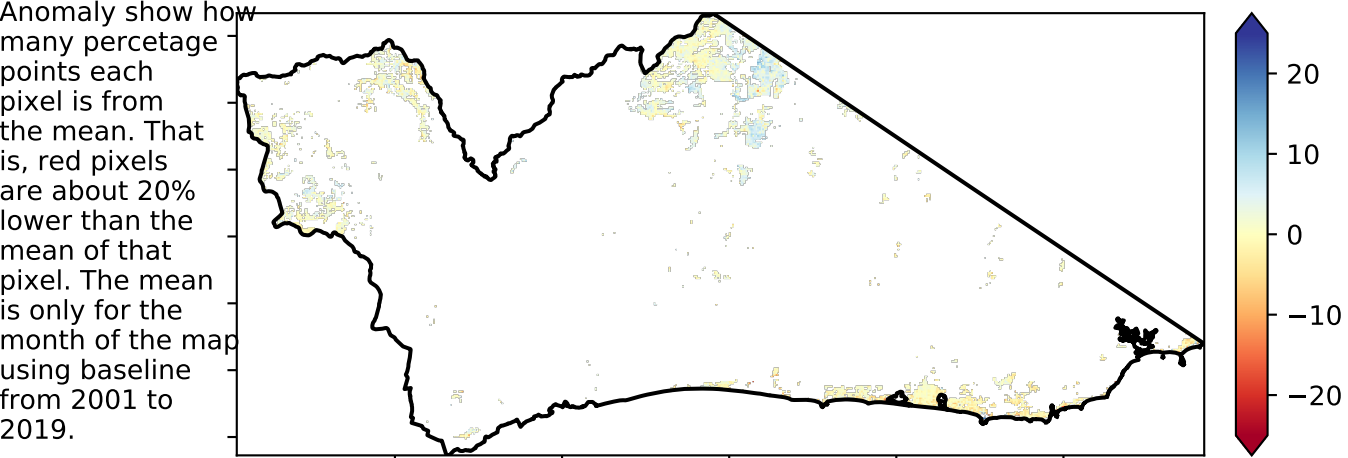 Anomaly show how
many percetage
points each
pixel is from
the mean. That
is, red pixels
are about 20%
lower than the
mean of that
pixel. The mean
is only for the
month of the map
using baseline
from 2001 to
2019.
20
10
0
−10
−20